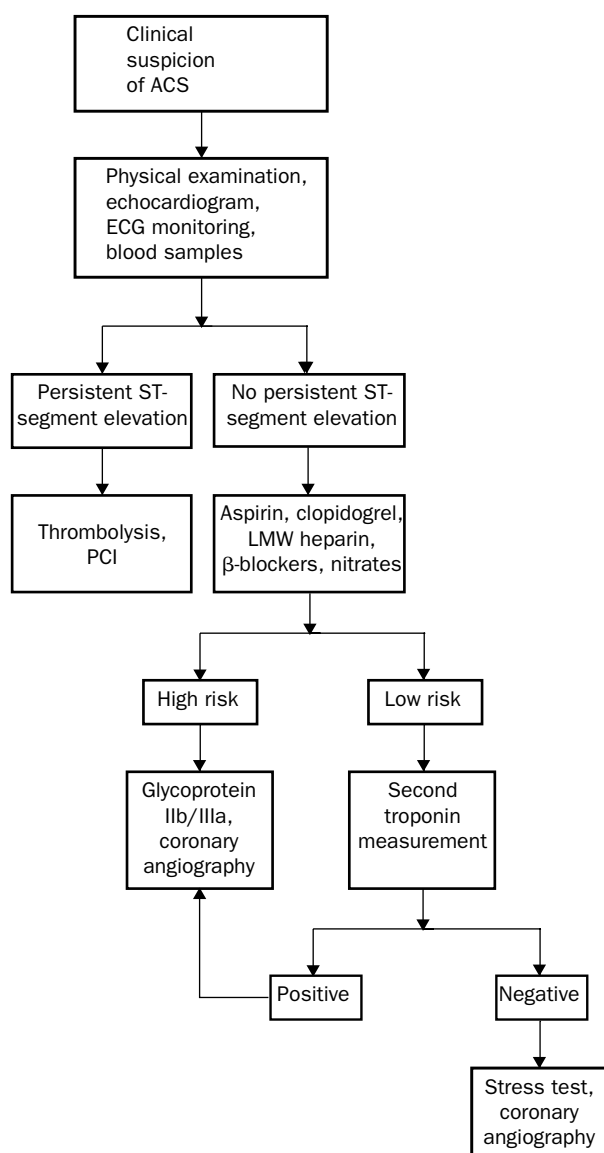 Clinical
suspicion
of ACS
Physical examination,
echocardiogram,
ECG monitoring,
blood samples
Persistent ST-
segment elevation
No persistent ST-
segment elevation
Thrombolysis,
PCI
Aspirin, clopidogrel,
LMW heparin,
β-blockers, nitrates
High risk
Low risk
Glycoprotein
IIb/IIIa,
coronary
angiography
Second
troponin
measurement
Positive
Negative
Stress test,
coronary
angiography